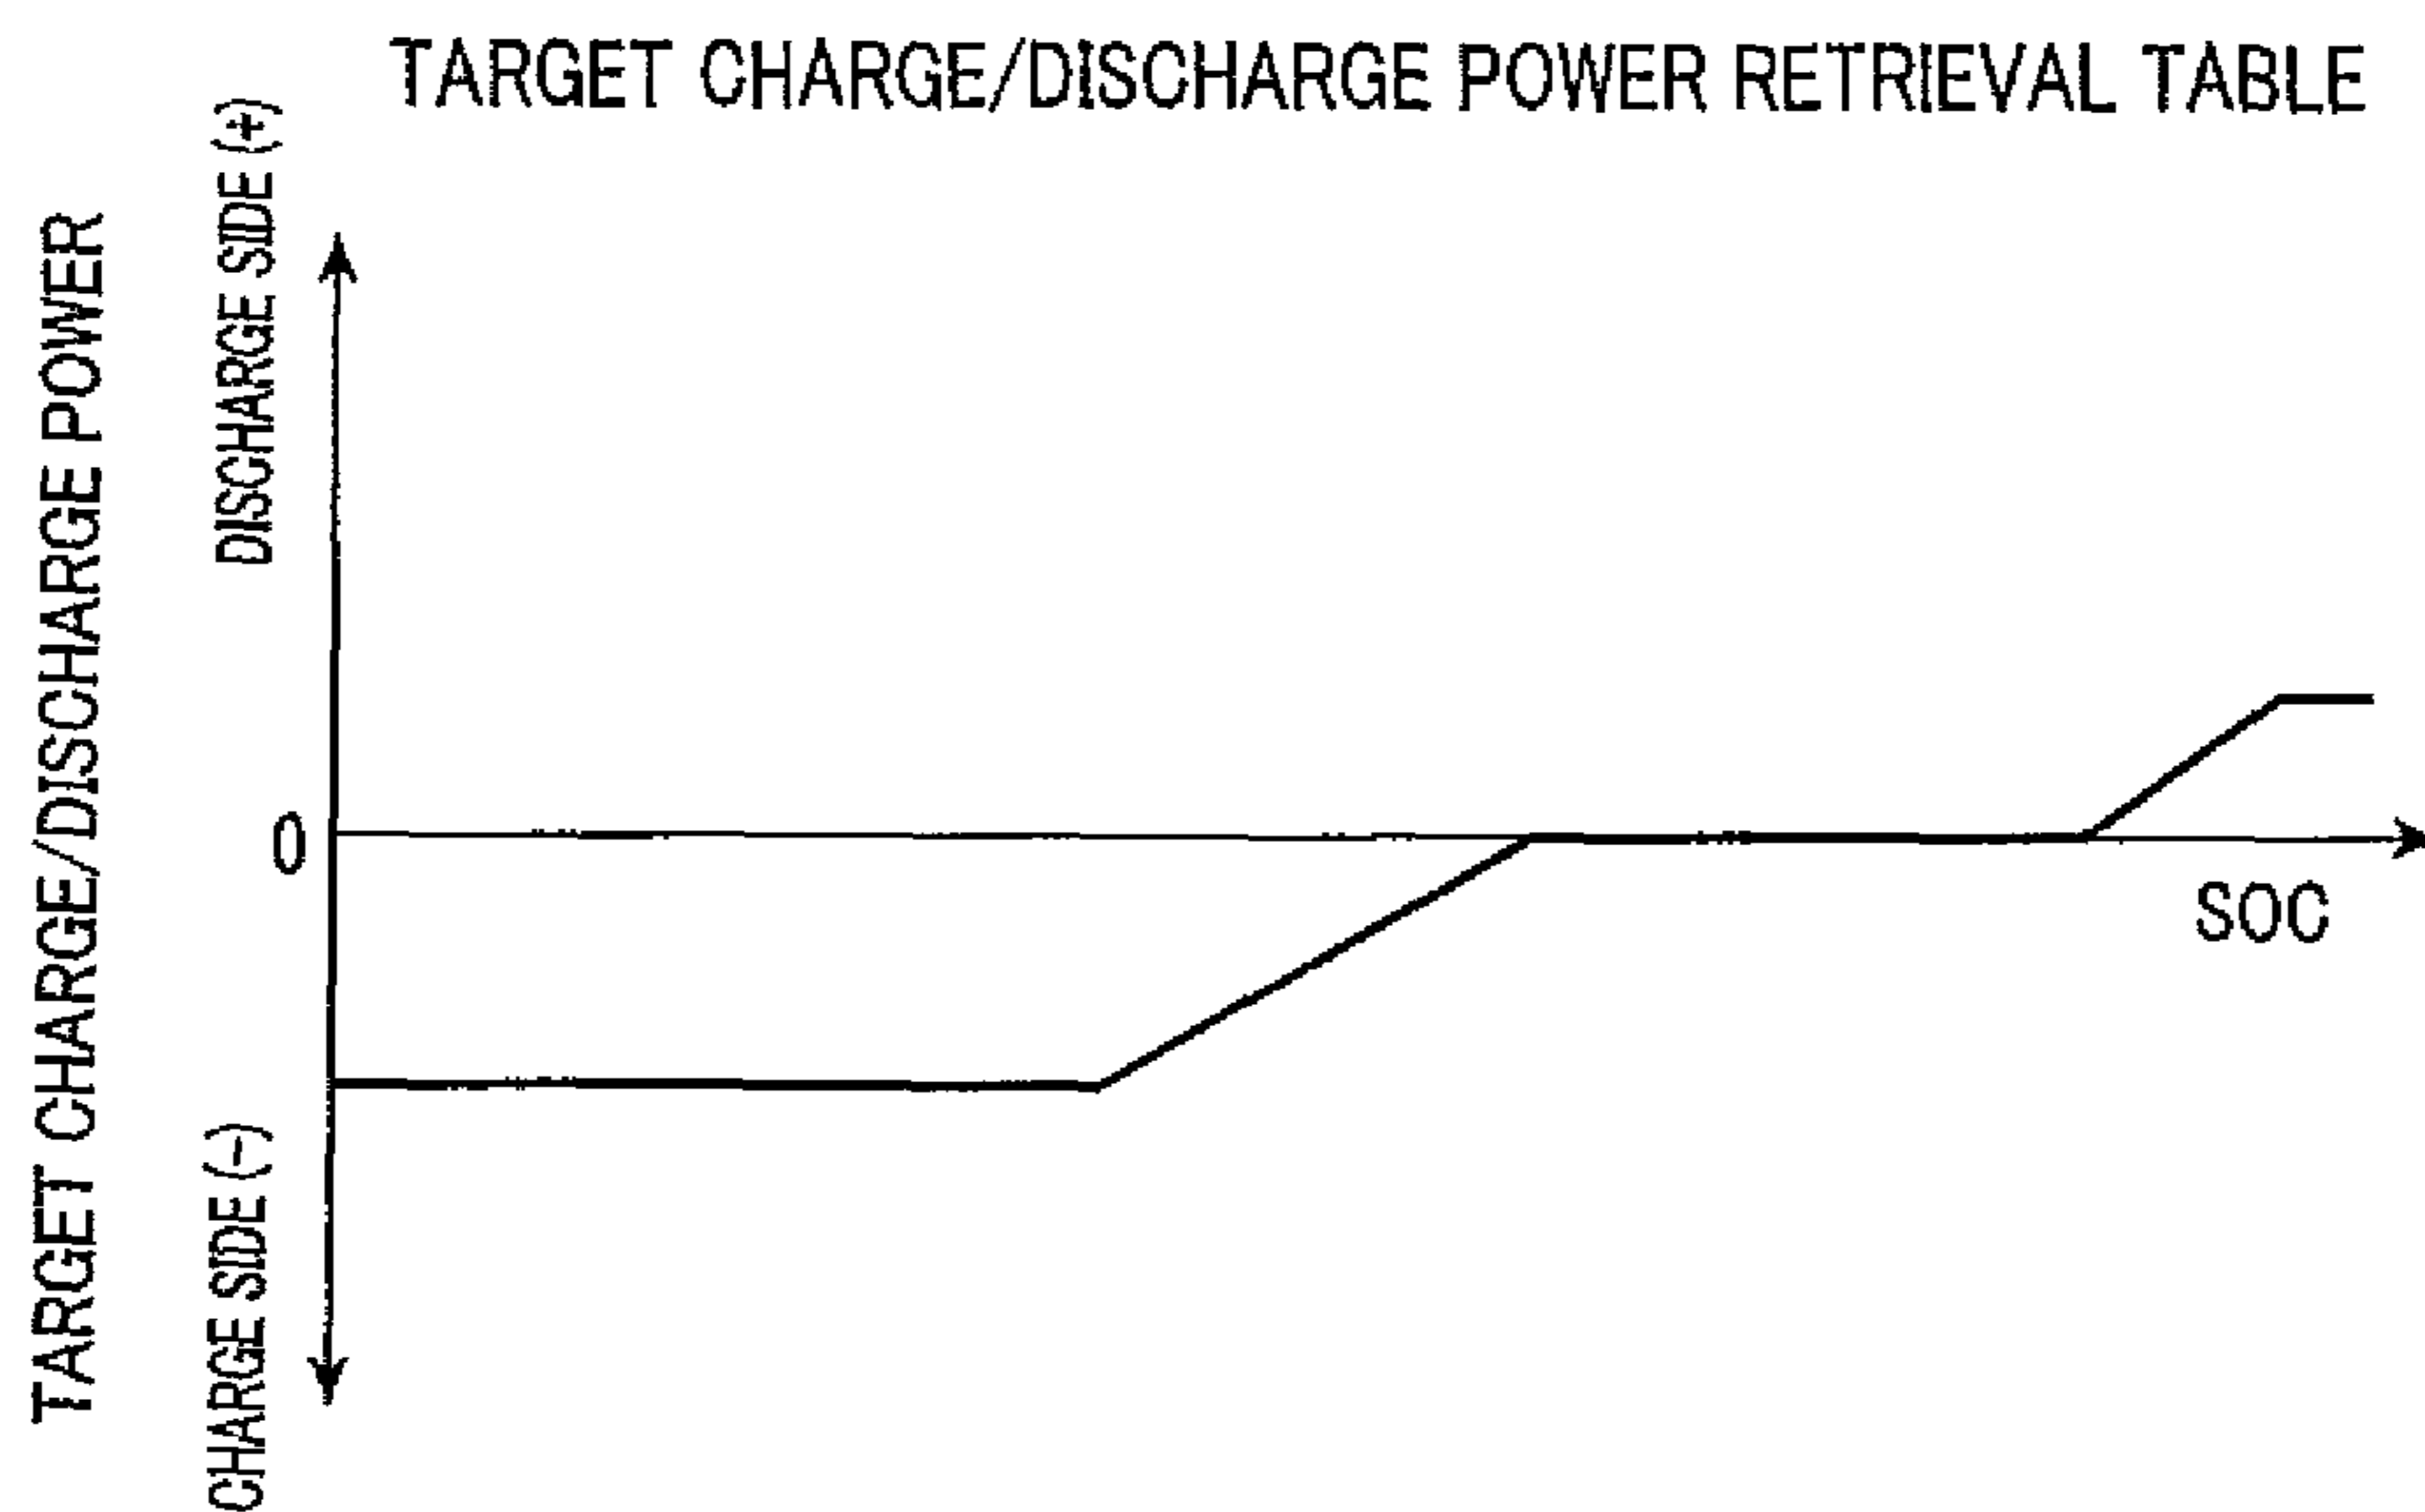 TARGET CHARGE/DISCHARGE POWER RETRIEVAL TABLE
TARGET CHARGE/DISCHARGE POWER
DISCHARGE SIDE (+)
0
SOC
CHARGE SIDE (-)